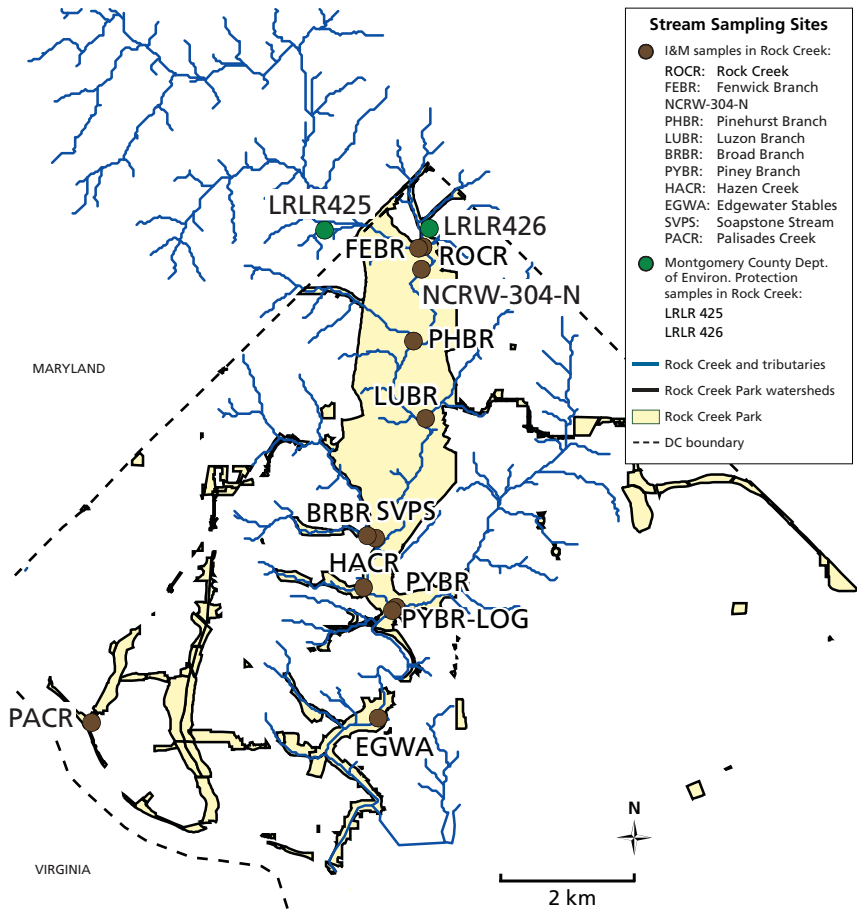 Stream Sampling Sites
I&M samples in Rock Creek:
ROCR: Rock Creek
FEBR: Fenwick Branch
NCRW-304-N
PHBR: Pinehurst Branch
LUBR: Luzon Branch
BRBR: Broad Branch
PYBR: Piney Branch
HACR: Hazen Creek
EGWA: Edgewater Stables
SVPS: Soapstone Stream
PACR: Palisades Creek
Montgomery County Dept.
of Environ. Protection
samples in Rock Creek:
LRLR 425
LRLR 426
Rock Creek and tributaries
Rock Creek Park watersheds
Rock Creek Park
DC boundary
LRLR425
LRLR426
FEBR
ROCR
NCRW-304-N
PHBR
MARYLAND
LUBR
BRBR
SVPS
HACR
PYBR
PYBR-LOG
PACR
EGWA
N
VIRGINIA
2 km